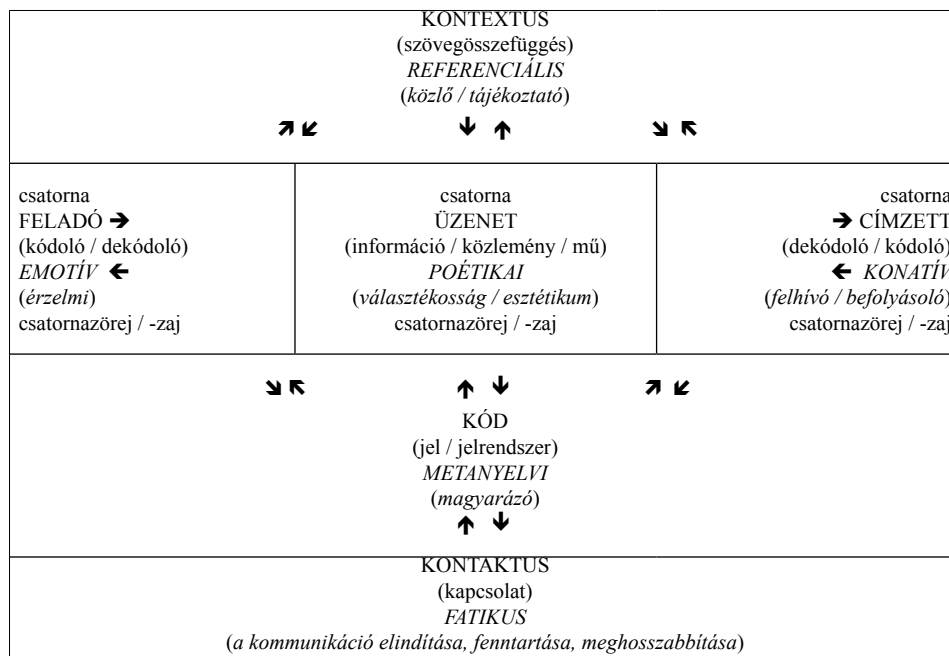 KONTEXTUS
(szövegösszefüggés)
REFERENCIÁLIS
(közlő / tájékoztató)
csatorna
FELADÓ ➔
(kódoló / dekódoló)
EMOTÍV 🡰
(érzelmi)
csatornazörej / -zaj
csatorna
ÜZENET
(információ / közlemény / mű)
POÉTIKAI
(választékosság / esztétikum)
csatornazörej / -zaj
csatorna
➔ CÍMZETT
(dekódoló / kódoló)
🡰 KONATÍV
(felhívó / befolyásoló)
csatornazörej / -zaj
KÓD
(jel / jelrendszer)
METANYELVI
(magyarázó)
KONTAKTUS
(kapcsolat)
FATIKUS
(a kommunikáció elindítása, fenntartása, meghosszabbítása)